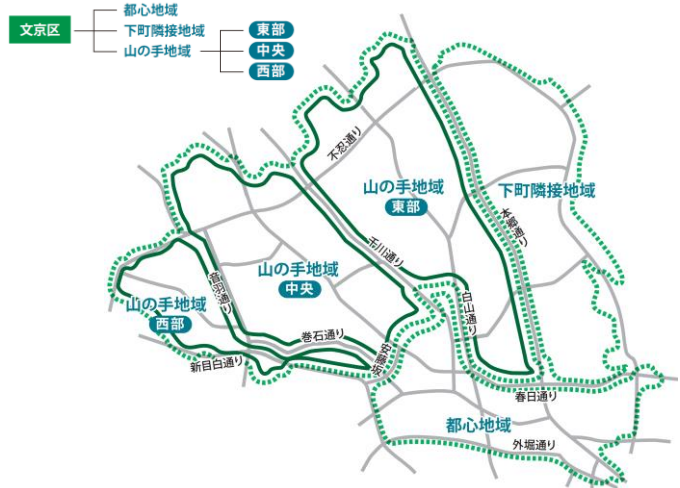 文京区
都心地域
下町隣接地域
山の手地域
東部
中央
西部
不忍通り
山の手地域
東部
下町隣接地域
本郷通り
千川通り
山の手地域
中央
音羽通り
白山通り
山の手地域
西部
巻石通り
安藤坂
新目白通り
春日通り
都心地域
外堀通り